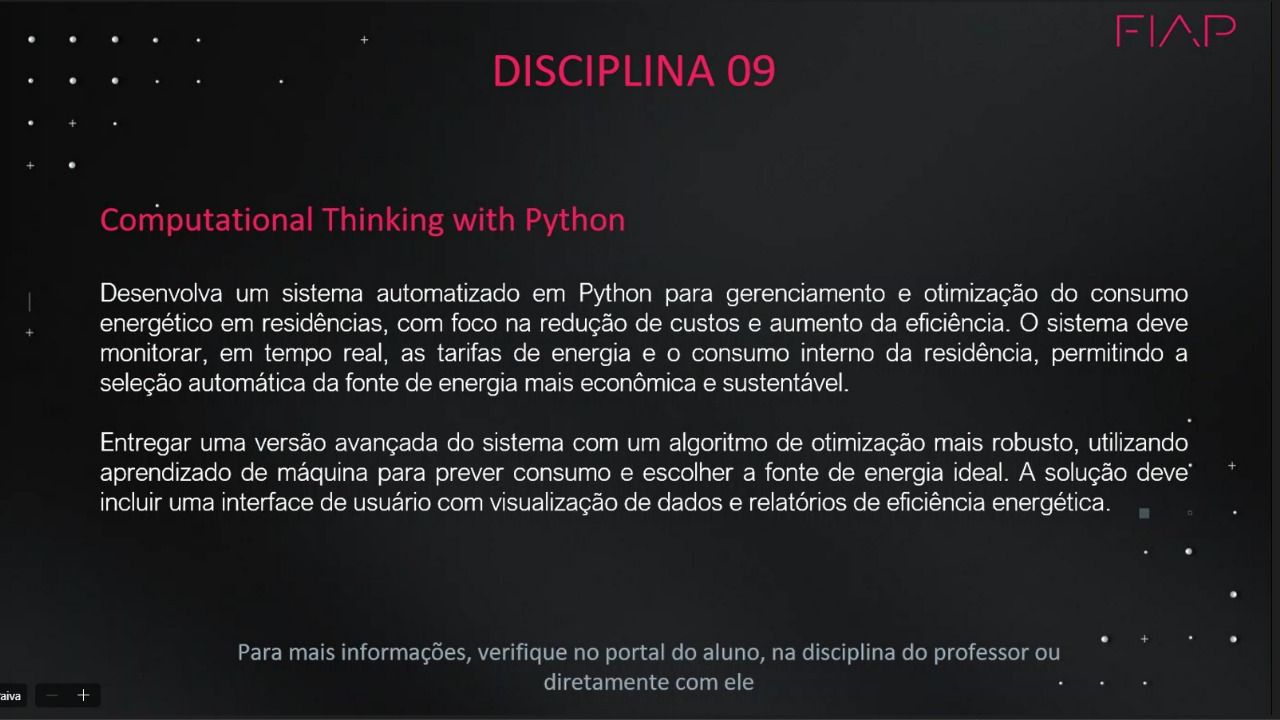 FIAP
DISCIPLINA 09
Computational Thinking with Python
Desenvolva um sistema automatizado em Python para gerenciamento e otimização do consumo
energético em residências, com foco na redução de custos e aumento da eficiência. O sistema deve
monitorar, em tempo real, as tarifas de energia e o consumo interno da residência, permitindo a
seleção automática da fonte de energia mais econômica e sustentável.
Entregar uma versão avançada do sistema com um algoritmo de otimização mais robusto, utilizando
aprendizado de máquina para prever consumo e escolher a fonte de energia ideal. A solução deve
incluir uma interface de usuário com visualização de dados e relatórios de eficiência energética.
Para mais informações, verifique no portal do aluno, na disciplina do professor ou
diretamente com ele
aiva